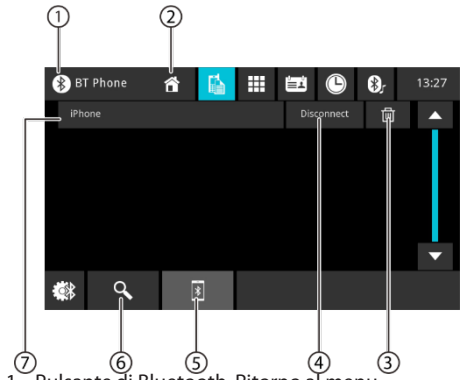 ① ②
BT Phone 13:27
iPhone Disconnect
⑦ ⑥ ⑤ ④ ③
1 Pulsante di Bluetooth Ritorno al menu